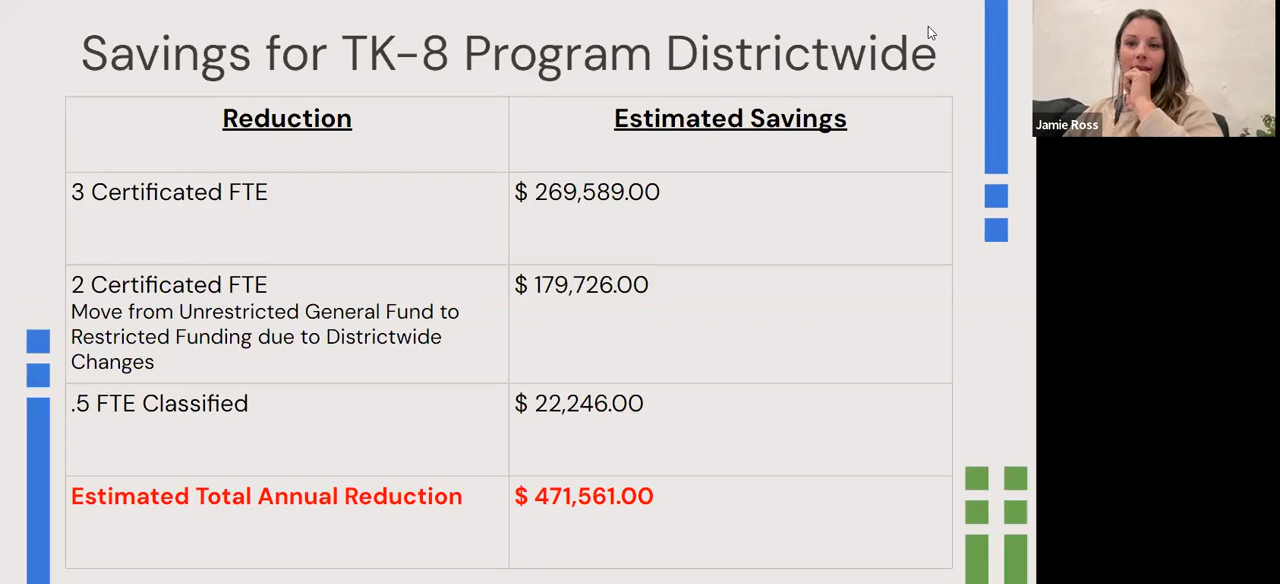 Savings for TK-8 Program Districtwide
Reduction
Estimated Savings
3 Certificated FTE
$ 269,589.00
2 Certificated FTE
Move from Unrestricted General Fund to
Restricted Funding due to Districtwide
Changes
$ 179,726.00
.5 FTE Classified
$ 22,246.00
Estimated Total Annual Reduction
$ 471,561.00
Jamie Ross